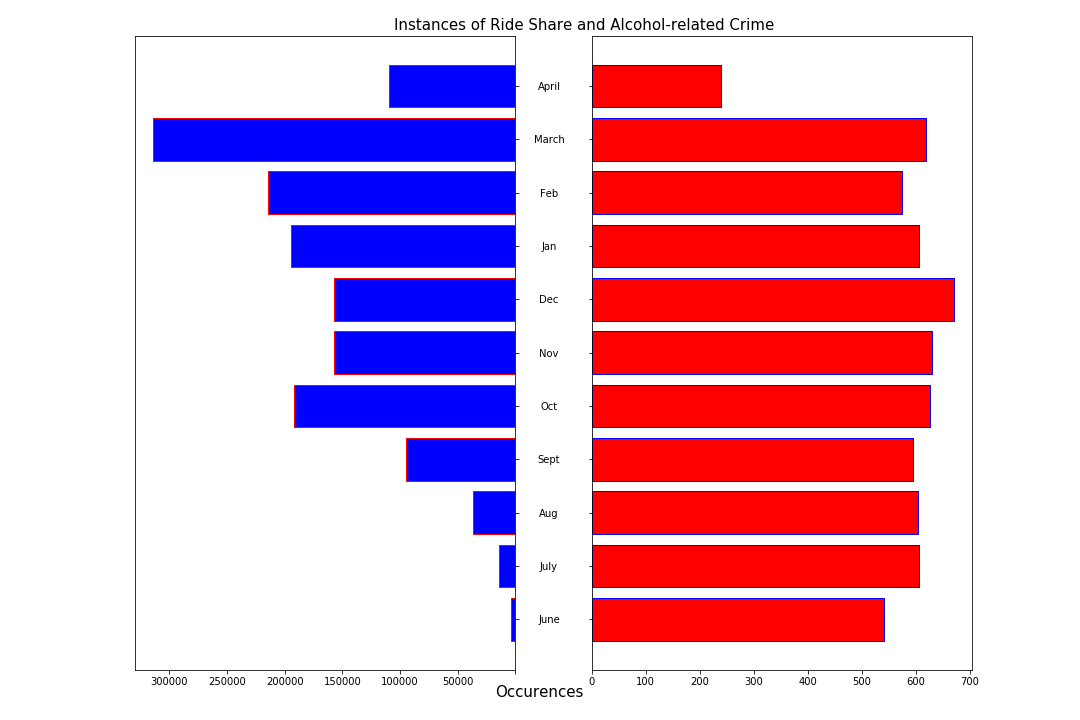 Instances of Ride Share and Alcohol-related Crime
April
March
Feb
Jan
Dec
Nov
Oct
Sept
Aug
July
June
300000 250000 200000 150000 100000 50000 0 100 200 300 400 500 600 700
Occurences